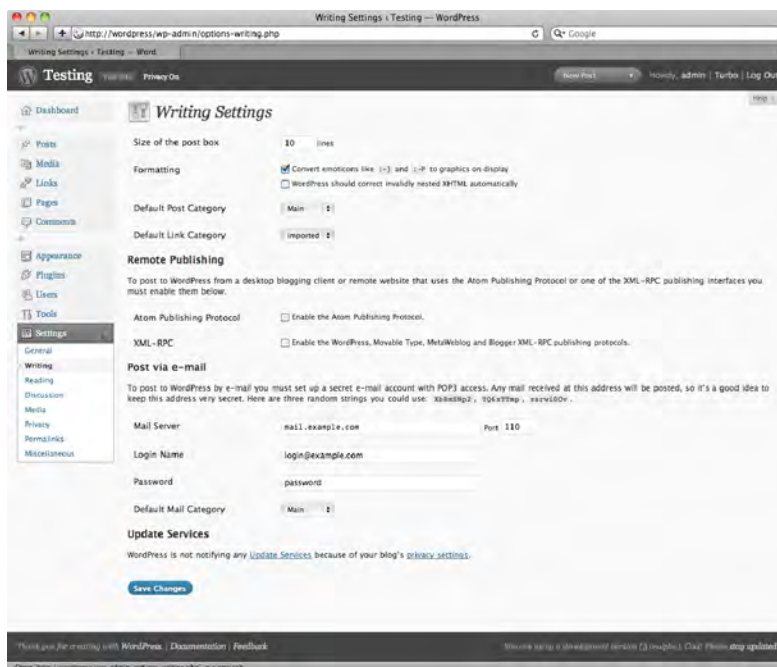 Writing Settings ‹ Testing — WordPress
http://wordpress/wp-admin/options-writing.php
Google
Writing Settings ‹ Testing — Word...
Testing
Privacy On
New Post
Howdy, admin | Turbo | Log Out
Help
Dashboard
Posts
Media
Links
Pages
Comments
Appearance
Plugins
Users
Tools
Settings
General
Writing
Reading
Discussion
Media
Privacy
Permalinks
Miscellaneous
Writing Settings
Size of the post box 10 lines
Formatting
Convert emoticons like :-) and :-P to graphics on display
WordPress should correct invalidly nested XHTML automatically
Default Post Category Main
Default Link Category imported
Remote Publishing
To post to WordPress from a desktop blogging client or remote website that uses the Atom Publishing Protocol or one of the XML-RPC publishing interfaces you
must enable them below.
Atom Publishing Protocol Enable the Atom Publishing Protocol.
XML-RPC Enable the WordPress, Movable Type, MetaWeblog and Blogger XML-RPC publishing protocols.
Post via e-mail
To post to WordPress by e-mail you must set up a secret e-mail account with POP3 access. Any mail received at this address will be posted, so it's a good idea to
keep this address very secret. Here are three random strings you could use:
Mail Server mail.example.com Port 110
Login Name login@example.com
Password password
Default Mail Category Main
Update Services
WordPress is not notifying any Update Services because of your blog's privacy settings.
Save Changes
Thank you for creating with WordPress | Documentation | Feedback
stay updated